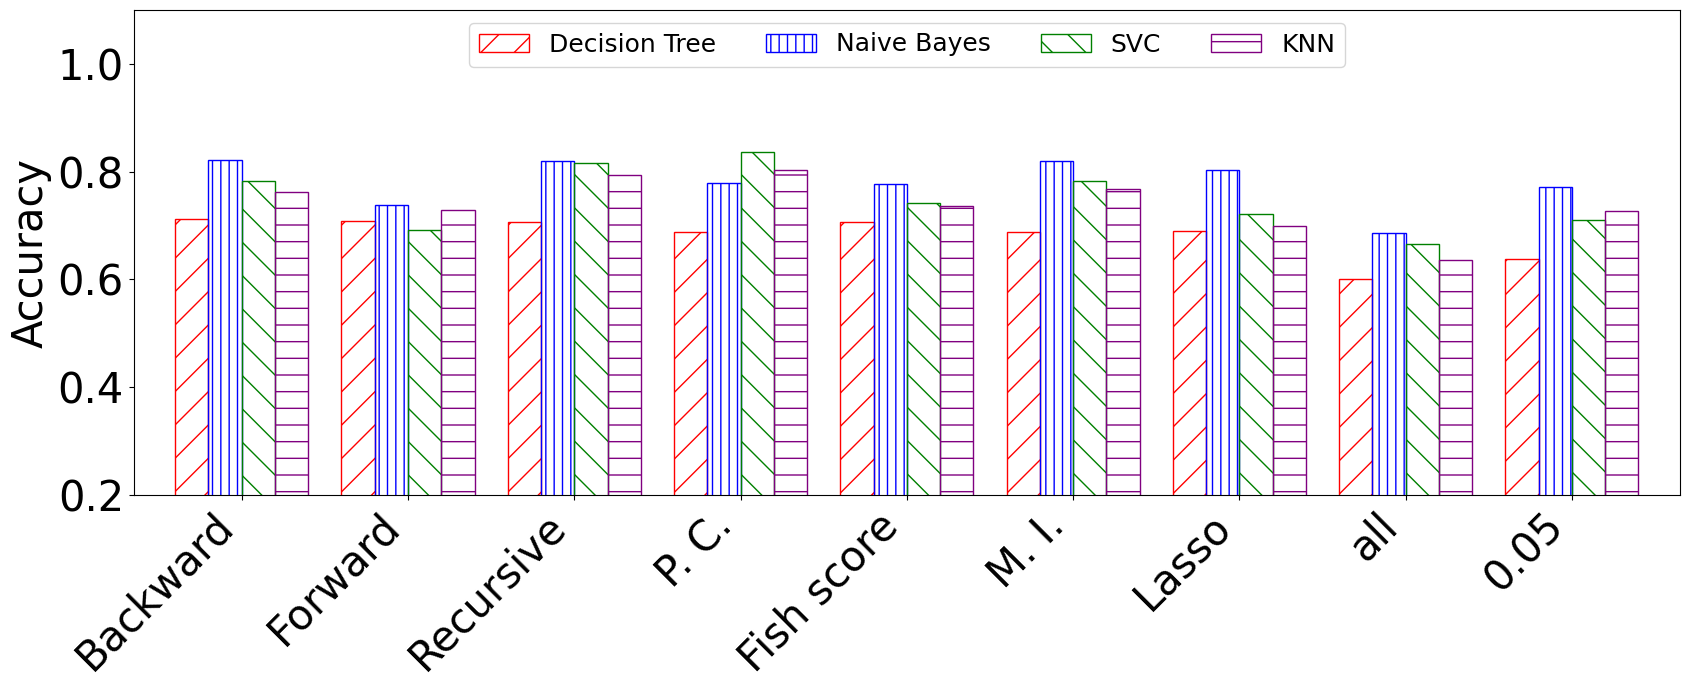 Decision Tree Naive Bayes SVC KNN
Accuracy
1.0
0.8
0.6
0.4
0.2
Backward
Forward
Recursive
P. C.
Fish score
M. I.
Lasso
all
0.05